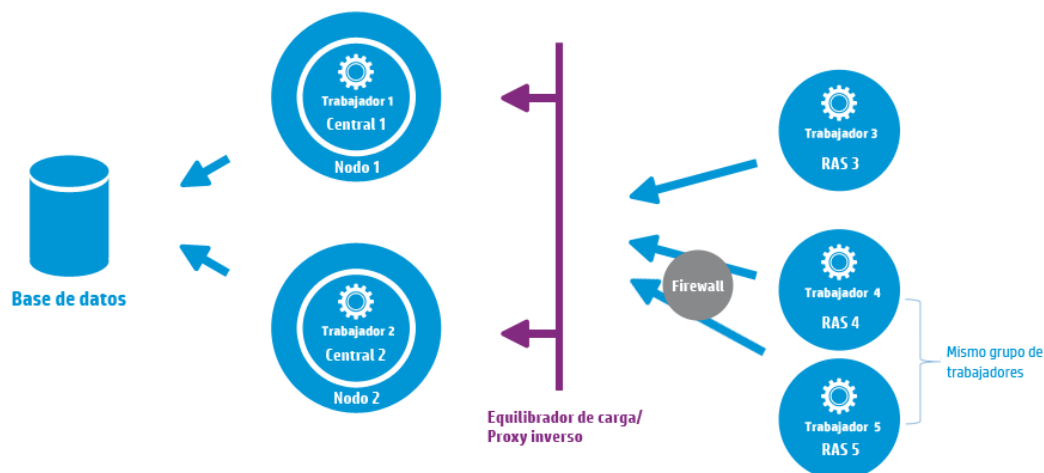 Trabajador 1
Central 1
Nodo 1
Base de datos
Trabajador 2
Central 2
Nodo 2
Equilibrador de carga/
Proxy inverso
Firewall
Trabajador 3
RAS 3
Trabajador 4
RAS 4
Trabajador 5
RAS 5
Mismo grupo de
trabajadores